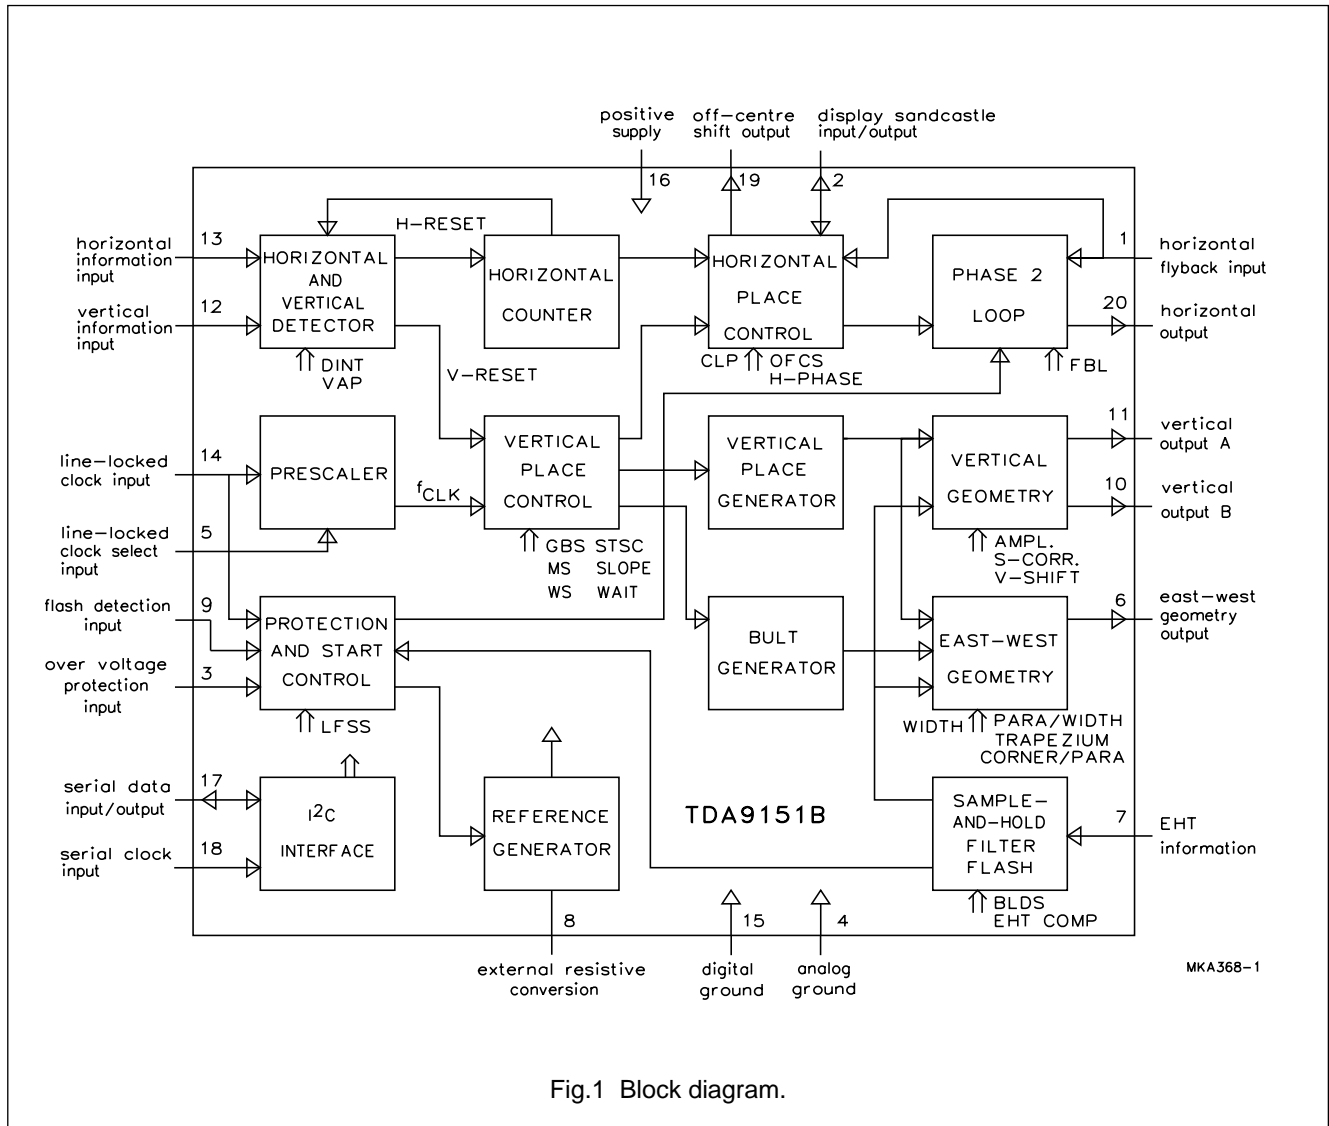 positive
supply
off-centre
shift output
display sandcastle
input/output
16
19
2
H-RESET
horizontal
information
input
13
HORIZONTAL
AND
VERTICAL
DETECTOR
HORIZONTAL
COUNTER
HORIZONTAL
PLACE
CONTROL
PHASE 2
LOOP
1
horizontal
flyback input
vertical
information
input
12
20
horizontal
output
DINT
VAP
V-RESET
CLP
OFCS
H-PHASE
FBL
line-locked
clock input
14
PRESCALER
fCLK
VERTICAL
PLACE
CONTROL
VERTICAL
PLACE
GENERATOR
VERTICAL
GEOMETRY
11
vertical
output A
10
vertical
output B
line-locked
clock select
input
5
GBS STSC
MS SLOPE
WS WAIT
AMPL.
S-CORR.
V-SHIFT
flash detection
input
9
PROTECTION
AND START
CONTROL
BULT
GENERATOR
EAST-WEST
GEOMETRY
6
east-west
geometry
output
over voltage
protection
input
3
LFSS
WIDTH
PARA/WIDTH
TRAPEZIUM
CORNER/PARA
serial data
input/output
17
I2C
INTERFACE
REFERENCE
GENERATOR
TDA9151B
SAMPLE-
AND-HOLD
FILTER
FLASH
7
EHT
information
serial clock
input
18
BLDS
EHT COMP
8
15
4
external resistive
conversion
digital
ground
analog
ground
MKA368-1
Fig.1 Block diagram.